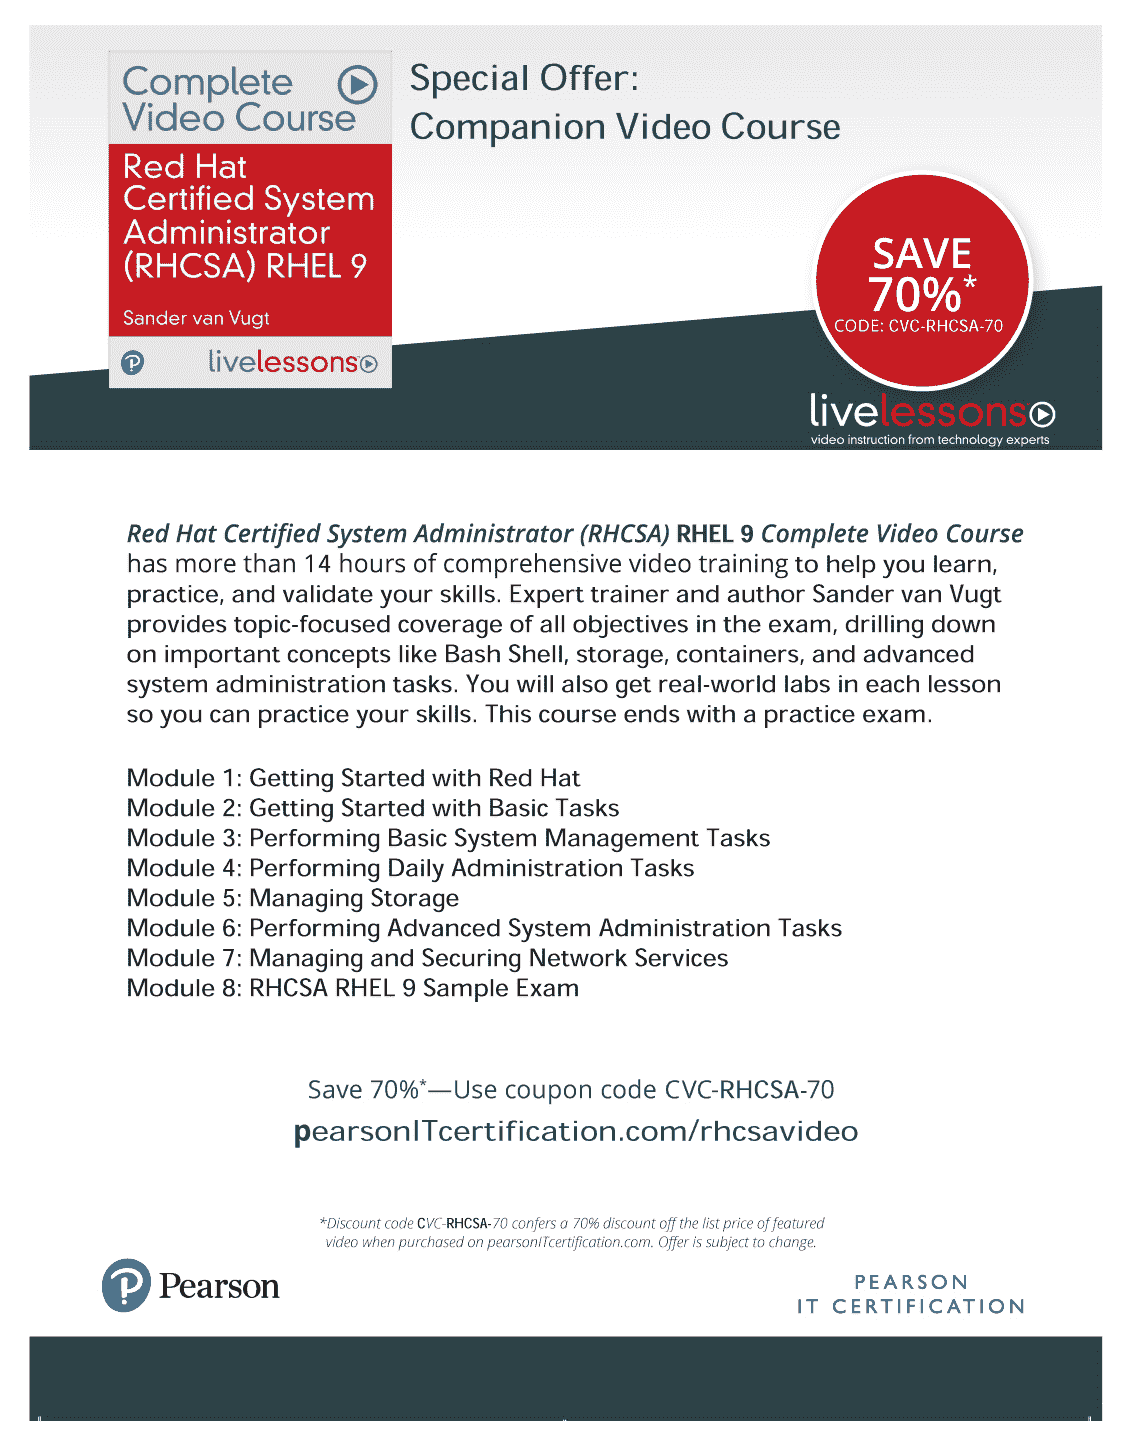 Complete
Video Course
Red Hat
Certified System
Administrator
(RHCSA) RHEL 9
Sander van Vugt
livelessons
Special Offer:
Companion Video Course
SAVE
70%*
CODE: CVC-RHCSA-70
livelessons
video instruction from technology experts
Red Hat Certified System Administrator (RHCSA) RHEL 9 Complete Video Course
has more than 14 hours of comprehensive video training to help you learn,
practice, and validate your skills. Expert trainer and author Sander van Vugt
provides topic-focused coverage of all objectives in the exam, drilling down
on important concepts like Bash Shell, storage, containers, and advanced
system administration tasks. You will also get real-world labs in each lesson
so you can practice your skills. This course ends with a practice exam.
Module 1: Getting Started with Red Hat
Module 2: Getting Started with Basic Tasks
Module 3: Performing Basic System Management Tasks
Module 4: Performing Daily Administration Tasks
Module 5: Managing Storage
Module 6: Performing Advanced System Administration Tasks
Module 7: Managing and Securing Network Services
Module 8: RHCSA RHEL 9 Sample Exam
Save 70%*—Use coupon code CVC-RHCSA-70
pearsonITcertification.com/rhcsavideo
*Discount code CVC-RHCSA-70 confers a 70% discount off the list price of featured
video when purchased on pearsonITcertification.com. Offer is subject to change.
Pearson
PEARSON
IT CERTIFICATION